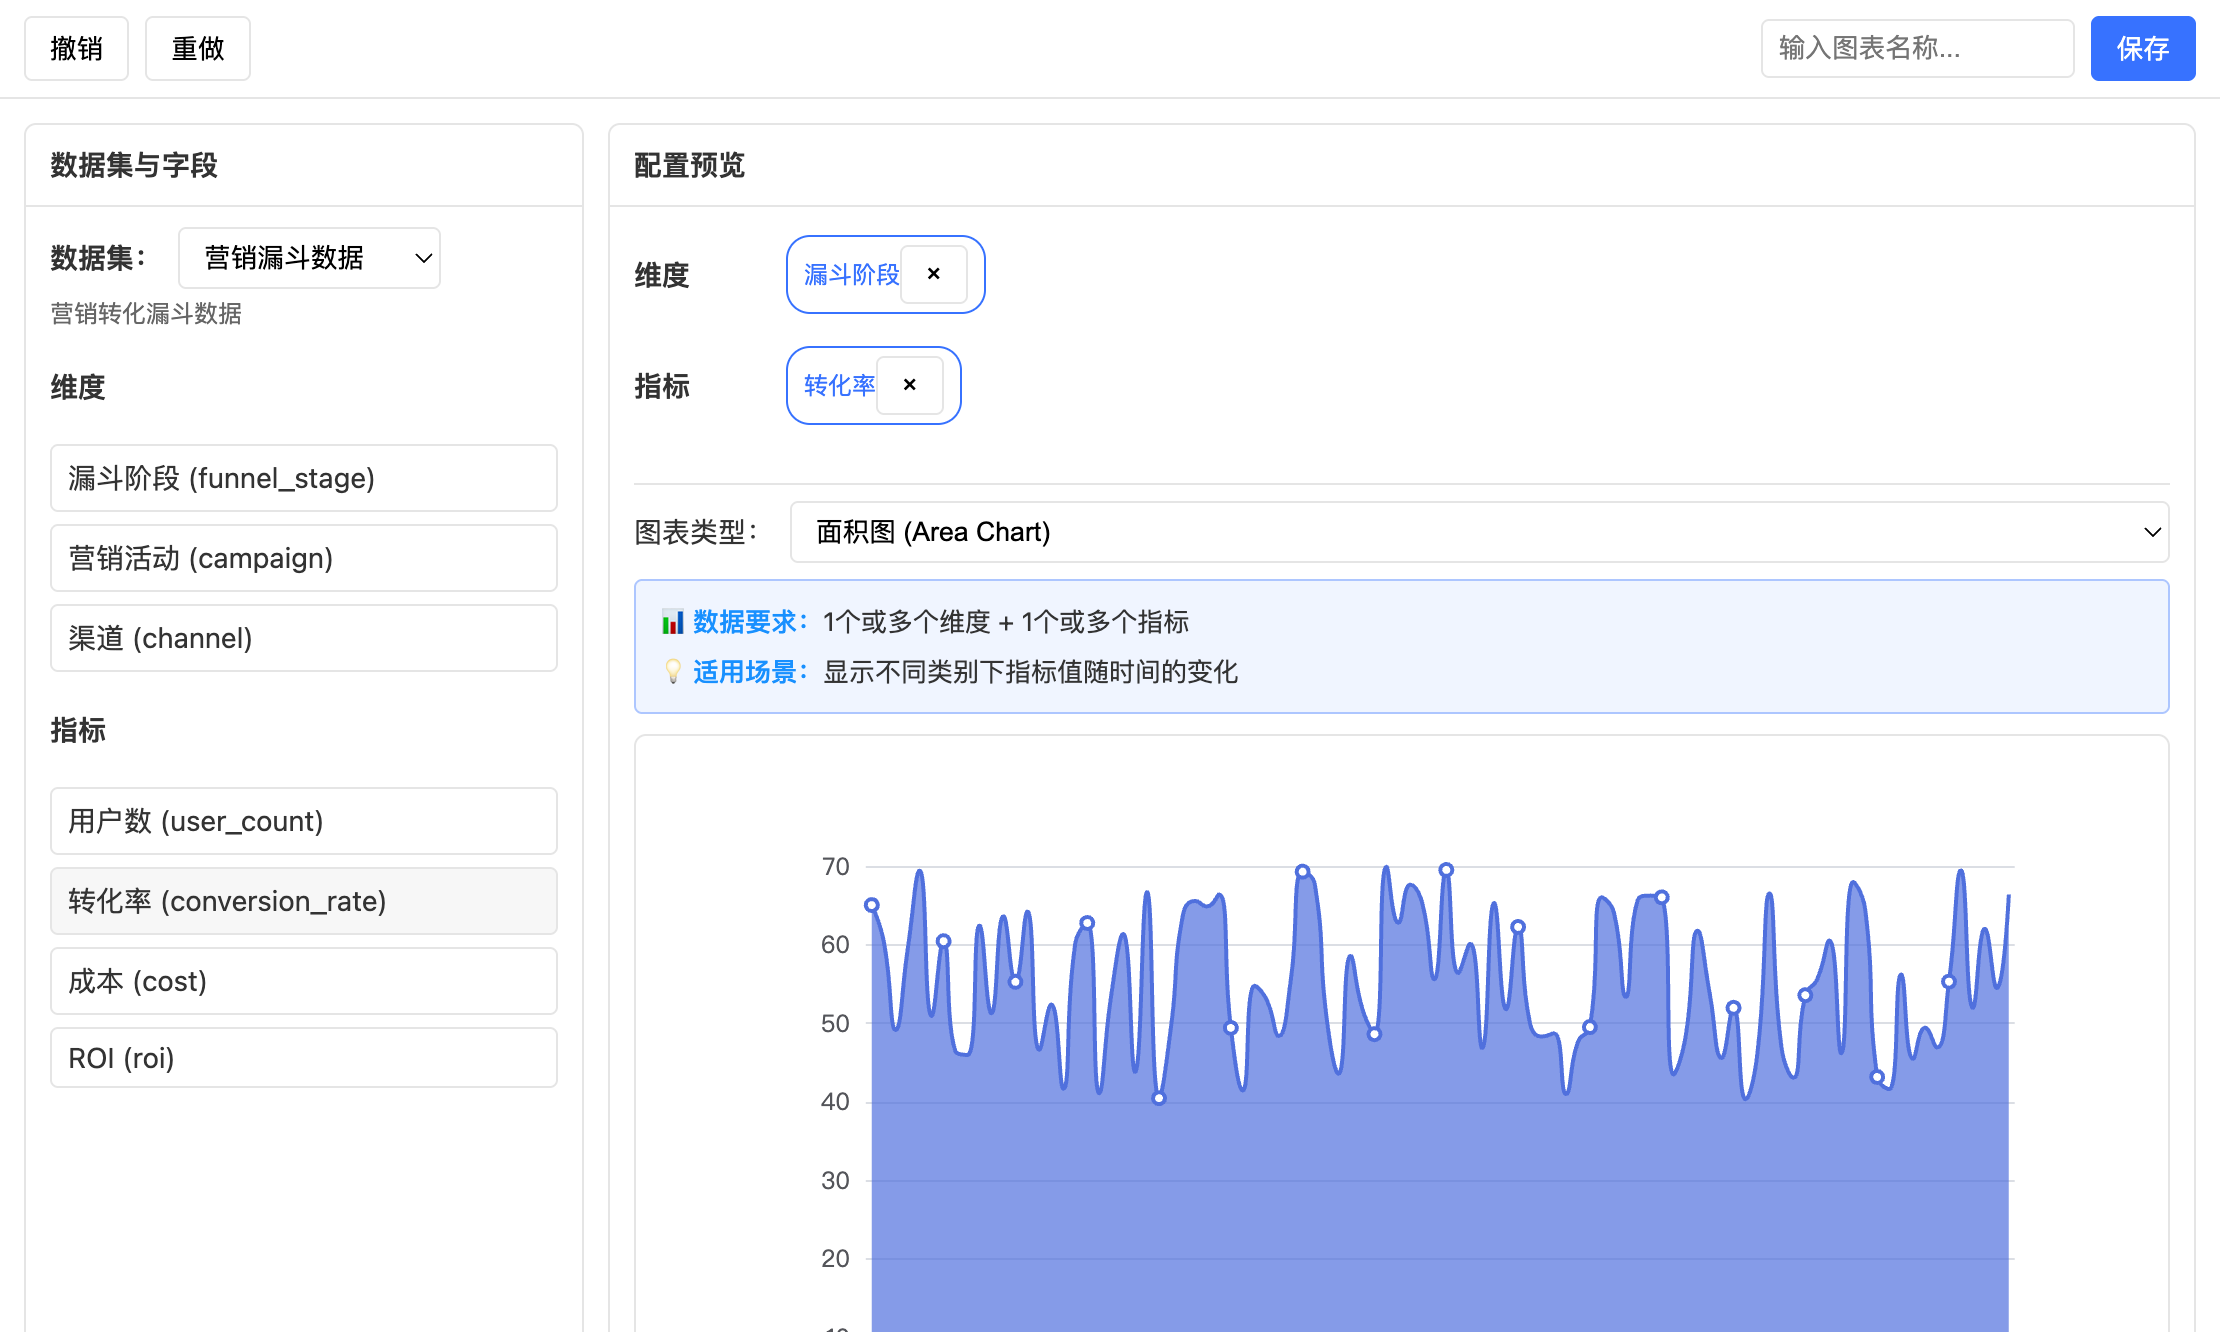 撤销 重做 输入图表名称... 保存
数据集与字段
数据集： 营销漏斗数据
营销转化漏斗数据
维度
漏斗阶段 (funnel_stage)
营销活动 (campaign)
渠道 (channel)
指标
用户数 (user_count)
转化率 (conversion_rate)
成本 (cost)
ROI (roi)
配置预览
维度 漏斗阶段 ×
指标 转化率 ×
图表类型： 面积图 (Area Chart)
数据要求： 1个或多个维度 + 1个或多个指标
适用场景： 显示不同类别下指标值随时间的变化
70
60
50
40
30
20